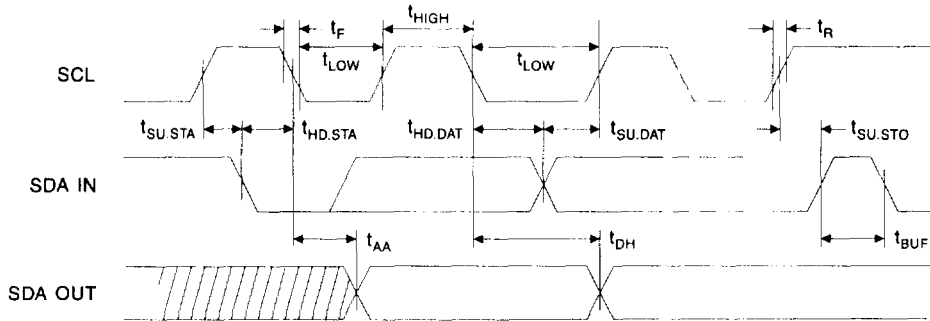 tF tHIGH tR
SCL tLOW tLOW
tSU.STA tHD.STA tHD.DAT tSU.DAT tSU.STO
SDA IN
tAA tDH tBUF
SDA OUT